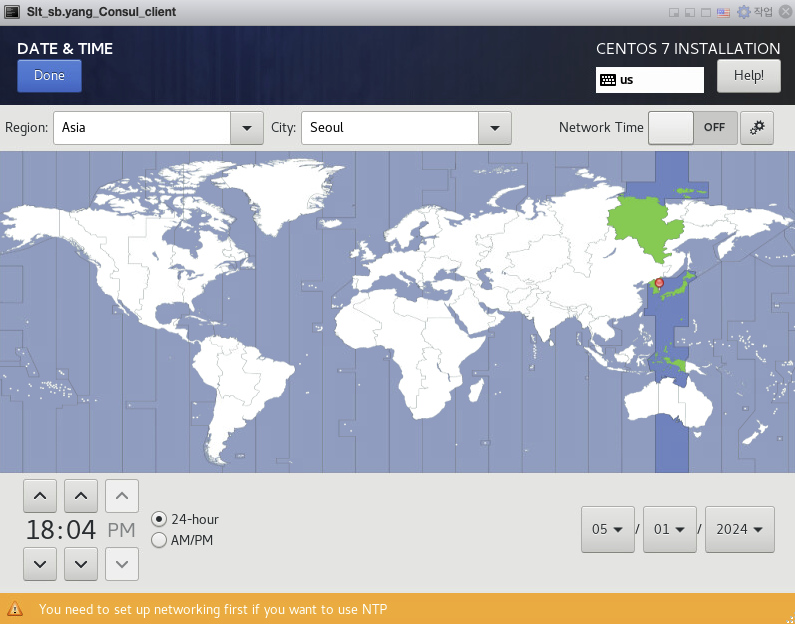 Slt_sb.yang_Consul_client
작업
DATE & TIME
CENTOS 7 INSTALLATION
Done
us
Help!
Region:
Asia
City:
Seoul
Network Time
OFF
18:04 PM
24-hour
AM/PM
05 / 01 / 2024
You need to set up networking first if you want to use NTP